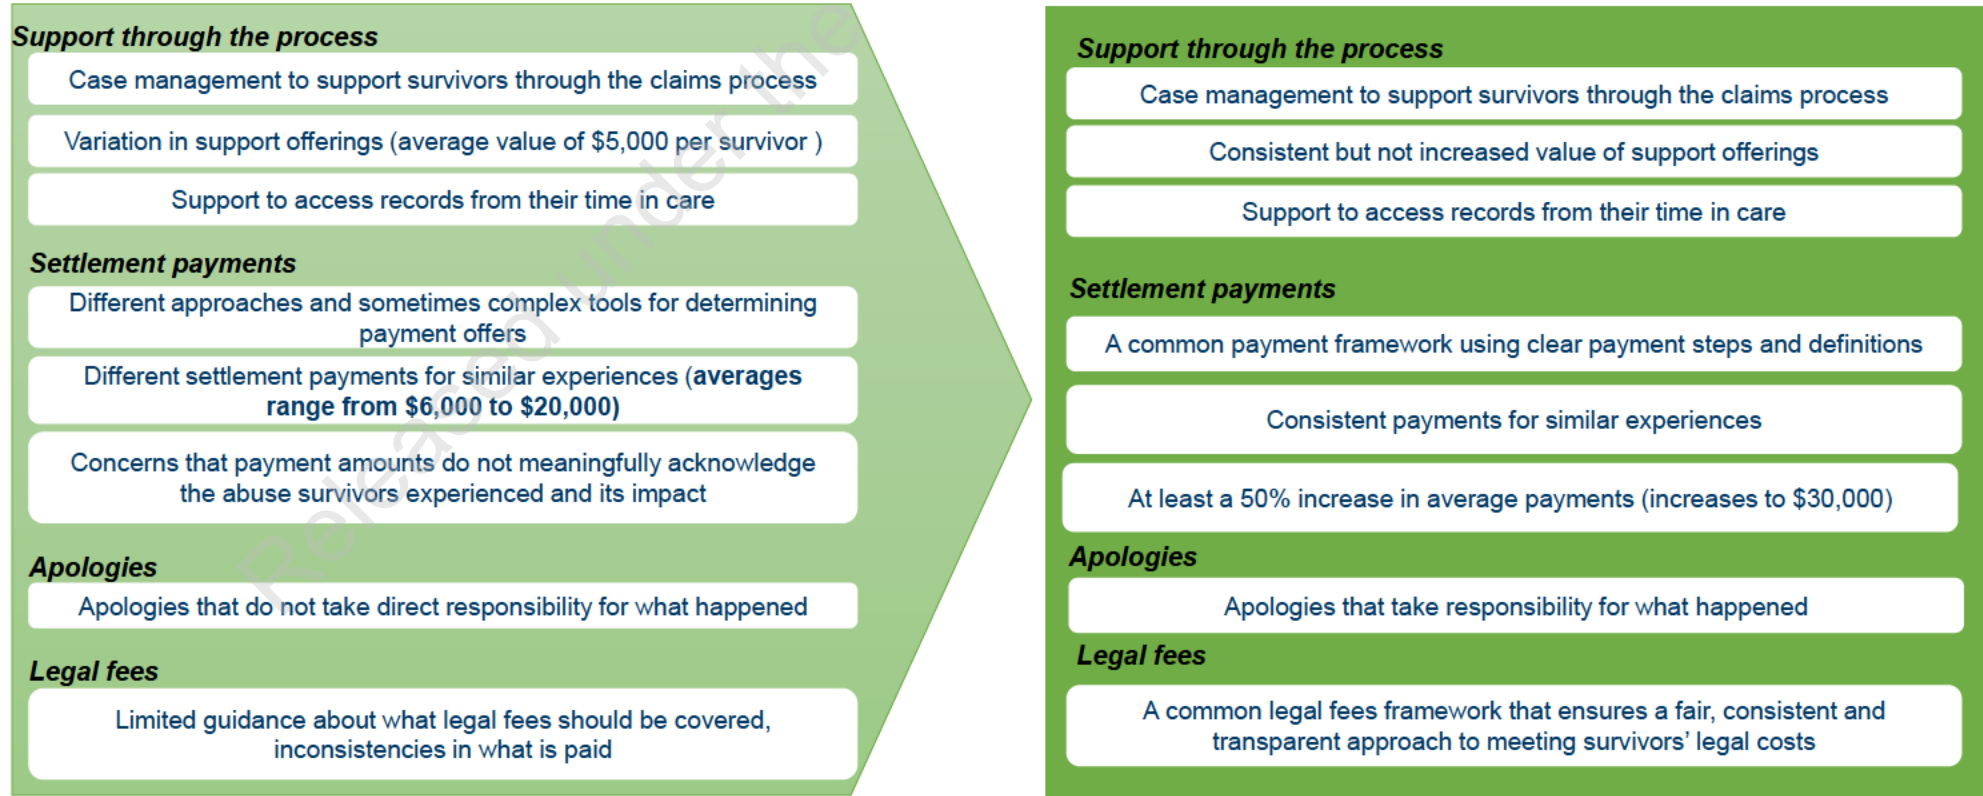 Support through the process
Case management to support survivors through the claims process
Variation in support offerings (average value of $5,000 per survivor )
Support to access records from their time in care
Settlement payments
Different approaches and sometimes complex tools for determining
payment offers
Different settlement payments for similar experiences (averages
range from $6,000 to $20,000)
Concerns that payment amounts do not meaningfully acknowledge
the abuse survivors experienced and its impact
Apologies
Apologies that do not take direct responsibility for what happened
Legal fees
Limited guidance about what legal fees should be covered,
inconsistencies in what is paid
Released under the
Support through the process
Case management to support survivors through the claims process
Consistent but not increased value of support offerings
Support to access records from their time in care
Settlement payments
A common payment framework using clear payment steps and definitions
Consistent payments for similar experiences
At least a 50% increase in average payments (increases to $30,000)
Apologies
Apologies that take responsibility for what happened
Legal fees
A common legal fees framework that ensures a fair, consistent and
transparent approach to meeting survivors’ legal costs